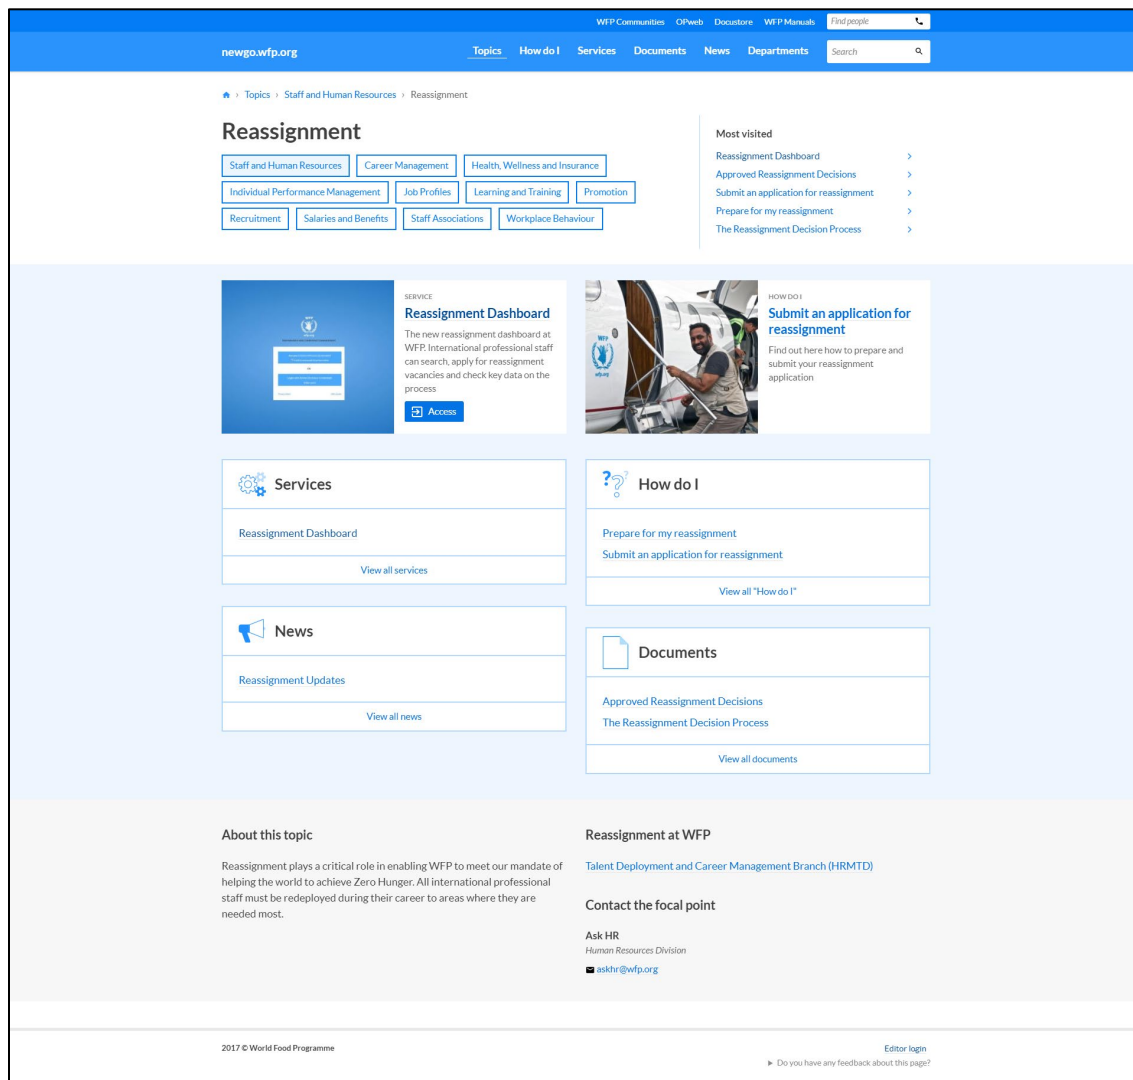 WFP Communities OPweb Docustore WFP Manuals Find people
newgo.wfp.org Topics How do I Services Documents News Departments Search
Topics › Staff and Human Resources › Reassignment
Reassignment
Staff and Human Resources Career Management Health, Wellness and Insurance
Individual Performance Management Job Profiles Learning and Training Promotion
Recruitment Salaries and Benefits Staff Associations Workplace Behaviour
Most visited
Reassignment Dashboard
Approved Reassignment Decisions
Submit an application for reassignment
Prepare for my reassignment
The Reassignment Decision Process
SERVICE
Reassignment Dashboard
The new reassignment dashboard at
WFP. International professional staff
can search, apply for reassignment
vacancies and check key data on the
process
Access
WFP
wfp.org
HOW DO I
Submit an application for
reassignment
Find out here how to prepare and
submit your reassignment
application
Services
Reassignment Dashboard
View all services
How do I
Prepare for my reassignment
Submit an application for reassignment
View all "How do I"
News
Reassignment Updates
View all news
Documents
Approved Reassignment Decisions
The Reassignment Decision Process
View all documents
About this topic
Reassignment plays a critical role in enabling WFP to meet our mandate of
helping the world to achieve Zero Hunger. All international professional
staff must be redeployed during their career to areas where they are
needed most.
Reassignment at WFP
Talent Deployment and Career Management Branch (HRMTD)
Contact the focal point
Ask HR
Human Resources Division
askhr@wfp.org
2017 © World Food Programme
Editor login
Do you have any feedback about this page?